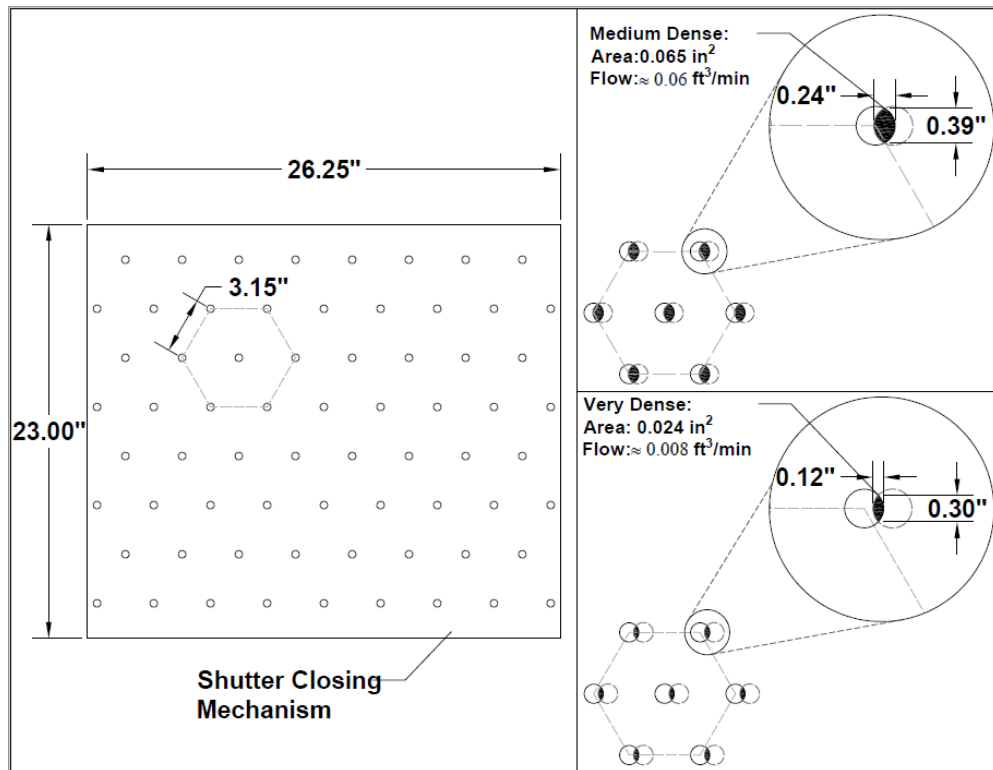 26.25"
3.15"
23.00"
Shutter Closing
Mechanism
Medium Dense:
Area:0.065 in²
Flow:≈ 0.06 ft³/min
0.24"
0.39"
Very Dense:
Area: 0.024 in²
Flow:≈ 0.008 ft³/min
0.12"
0.30"